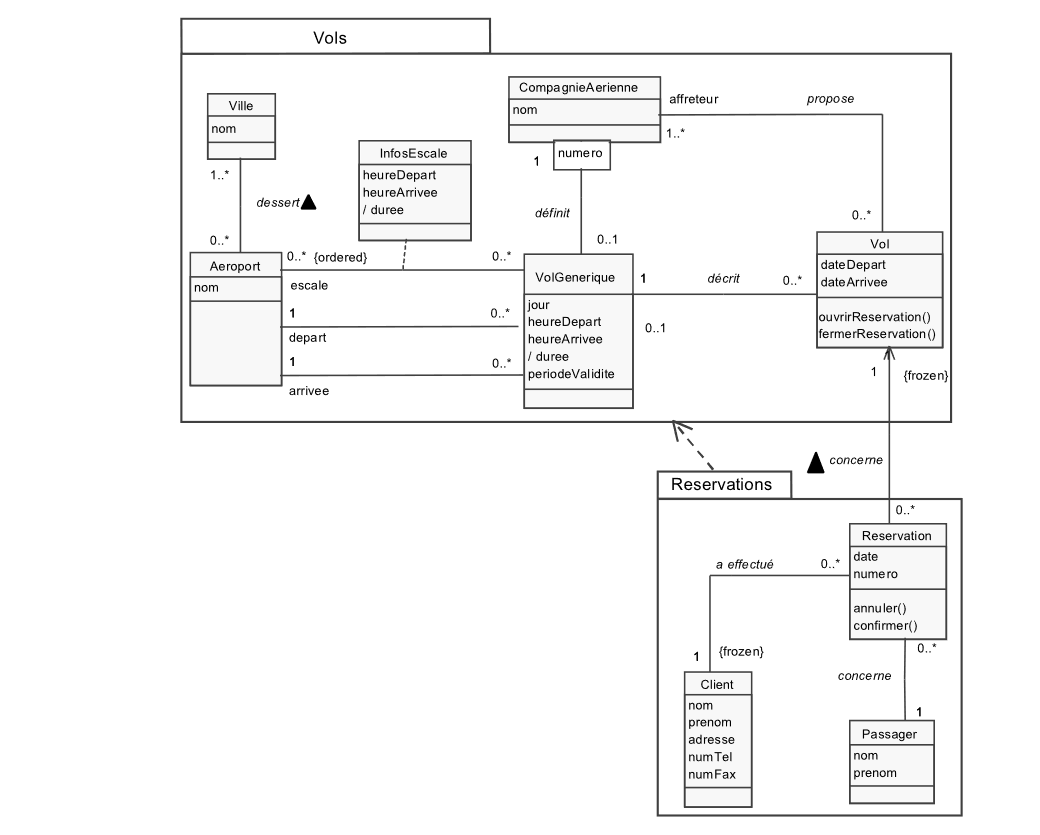 Vols
Ville
nom
1..*
dessert
0..*
InfosEscale
heureDepart
heureArrivee
/ duree
CompagnieAerienne
nom
numero
1
définit
0..1
affreteur
propose
1..*
0..*
Vol
dateDepart
dateArrivee
ouvrirReservation()
fermerReservation()
Aeroport
nom
0..* {ordered}
0..*
escale
1
0..*
depart
1
0..*
arrivee
VolGenerique
jour
heureDepart
heureArrivee
/ duree
periodeValidite
1
décrit
0..*
0..1
1
{frozen}
concerne
0..*
Reservations
Reservation
date
numero
annuler()
confirmer()
a effectué
0..*
1
{frozen}
0..*
concerne
1
Client
nom
prenom
adresse
numTel
numFax
Passager
nom
prenom